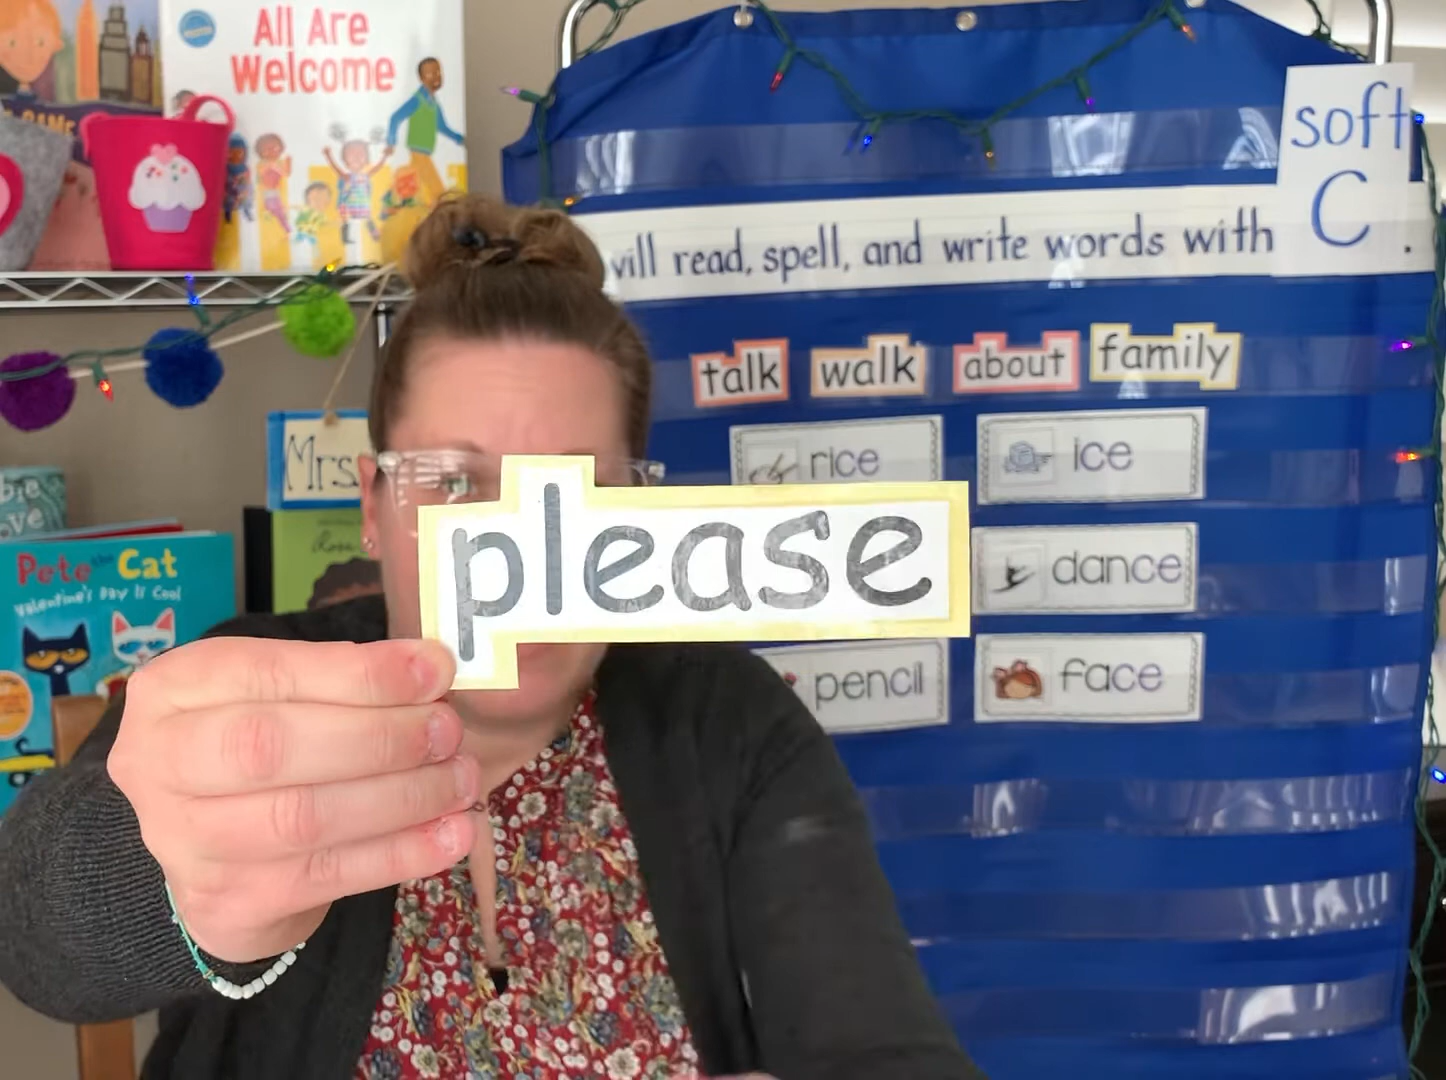 All Are
Welcome
GAME
soft
C.
will read, spell, and write words with
talk walk about family
rice ice
Mrs.
please
Pete the Cat
Valentine's Day Is Cool
dance
pencil face